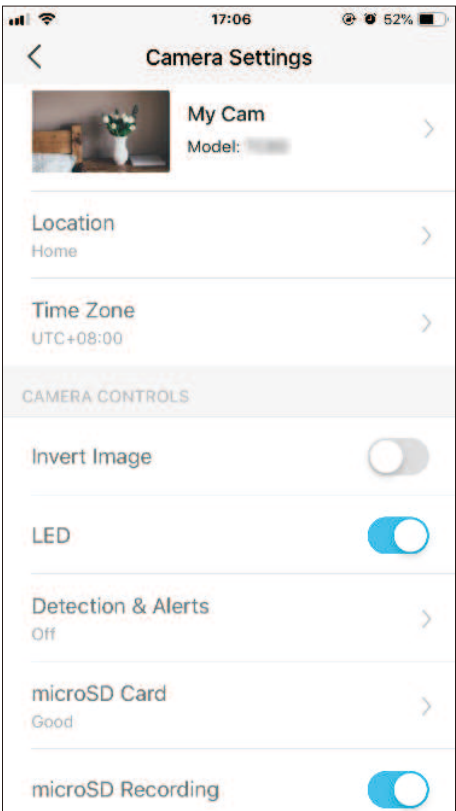 17:06
52%
Camera Settings
My Cam
Model:
Location
Home
Time Zone
UTC+08:00
CAMERA CONTROLS
Invert Image
LED
Detection & Alerts
Off
microSD Card
Good
microSD Recording